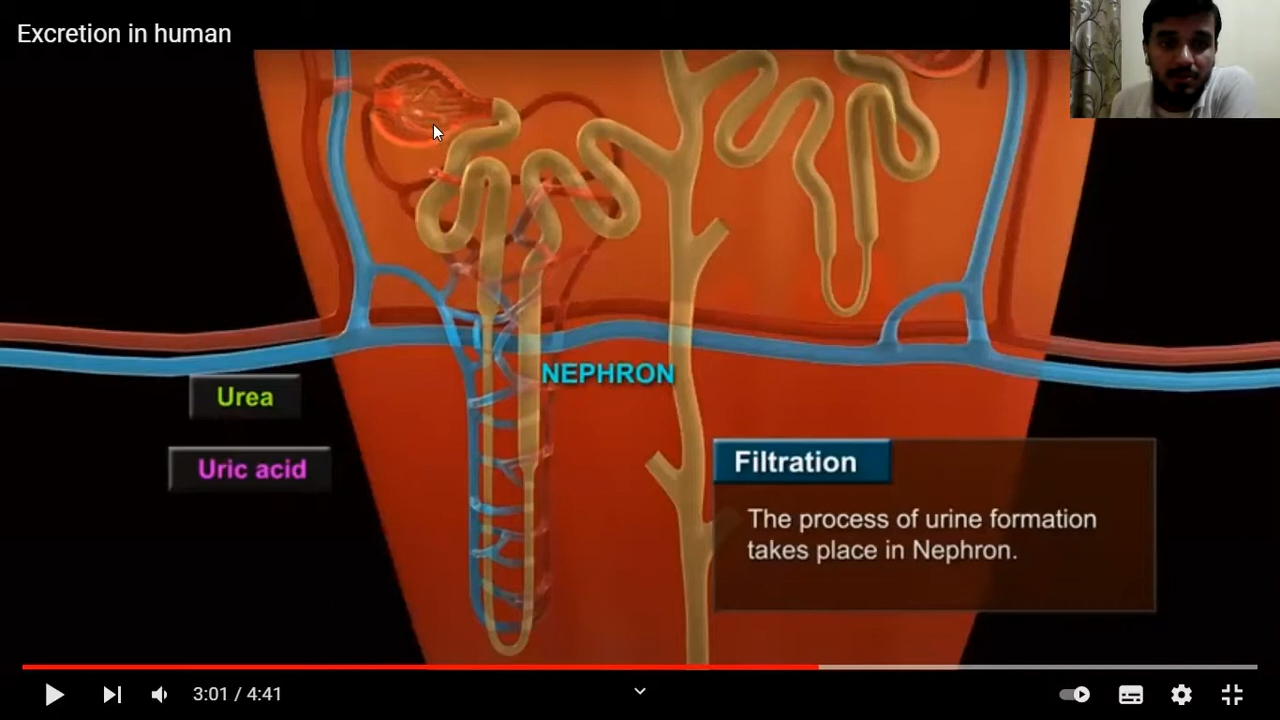 Excretion in human
NEPHRON
Urea
Uric acid
Filtration
The process of urine formation
takes place in Nephron.
3:01 / 4:41